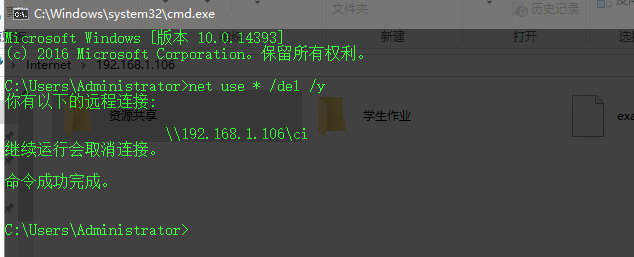 C:\Windows\system32\cmd.exe
历史记录
新建
打开
选择
Microsoft Windows [版本 10.0.14393]
(c) 2016 Microsoft Corporation。保留所有权利。
Internet > 192.168.1.106
C:\Users\Administrator>net use * /del /y
你有以下的远程连接:
资源共享
学生作业
exa
\\192.168.1.106\ci
继续运行会取消连接。
命令成功完成。
C:\Users\Administrator>